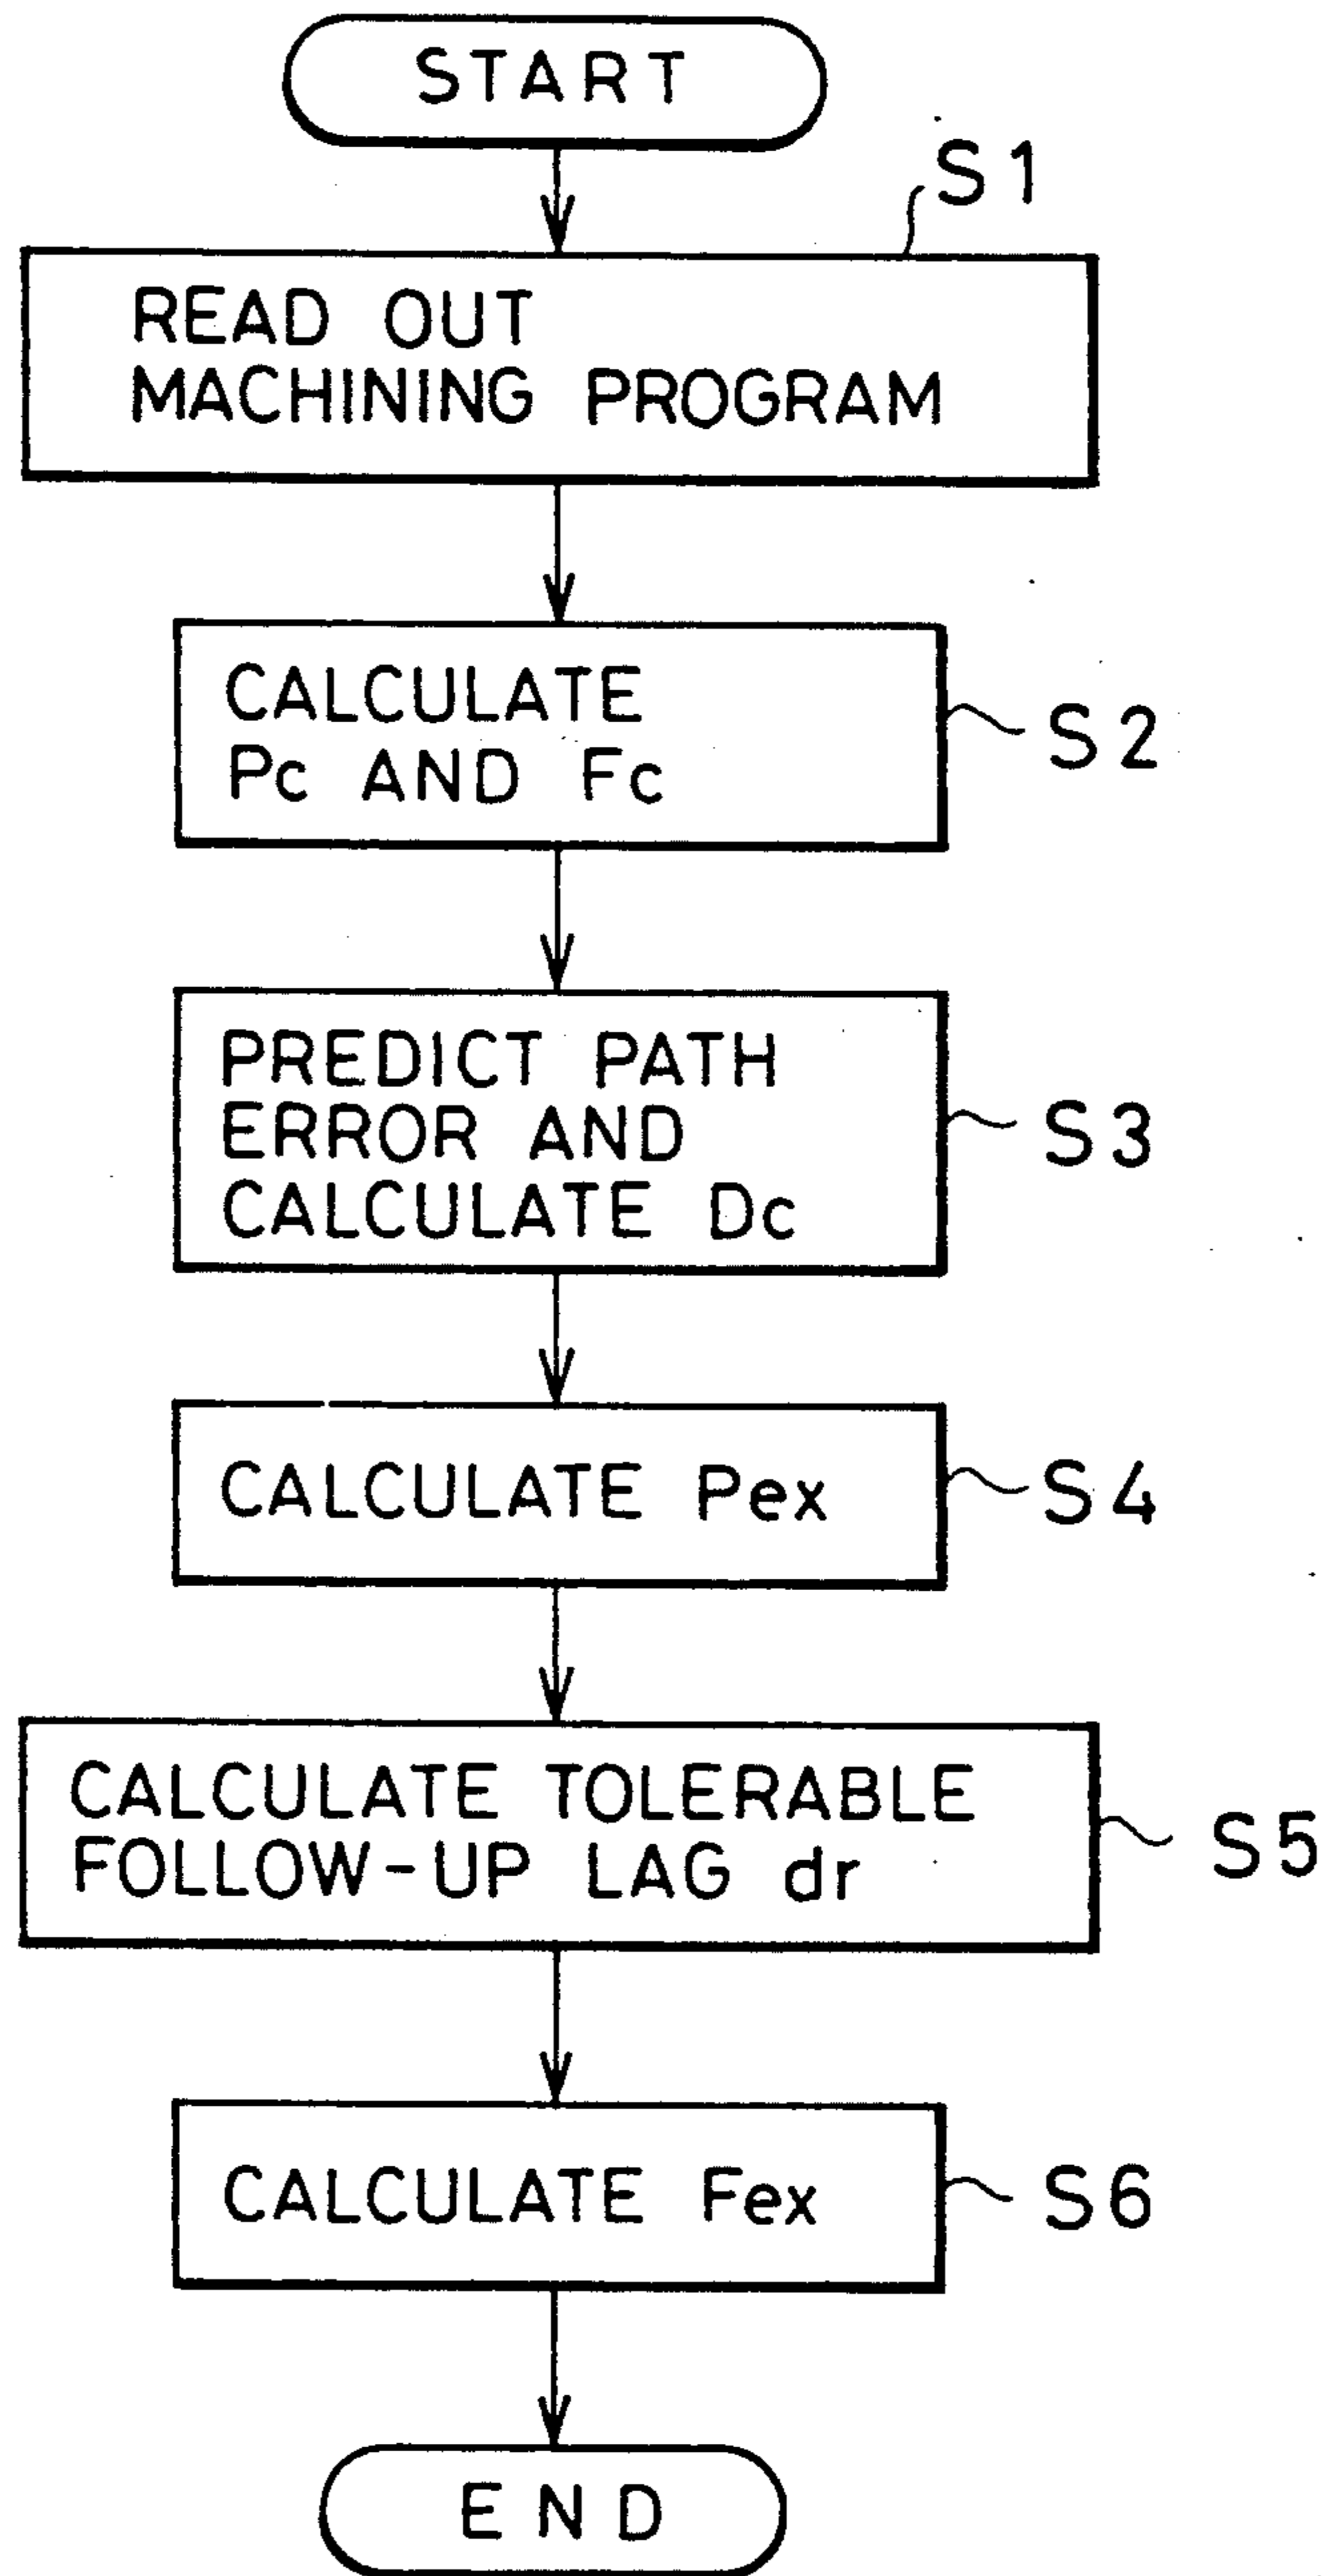 START
S1
READ OUT
MACHINING PROGRAM
CALCULATE
Pc AND Fc
S2
PREDICT PATH
ERROR AND
CALCULATE Dc
S3
CALCULATE Pex
S4
CALCULATE TOLERABLE
FOLLOW-UP LAG dr
S5
CALCULATE Fex
S6
END